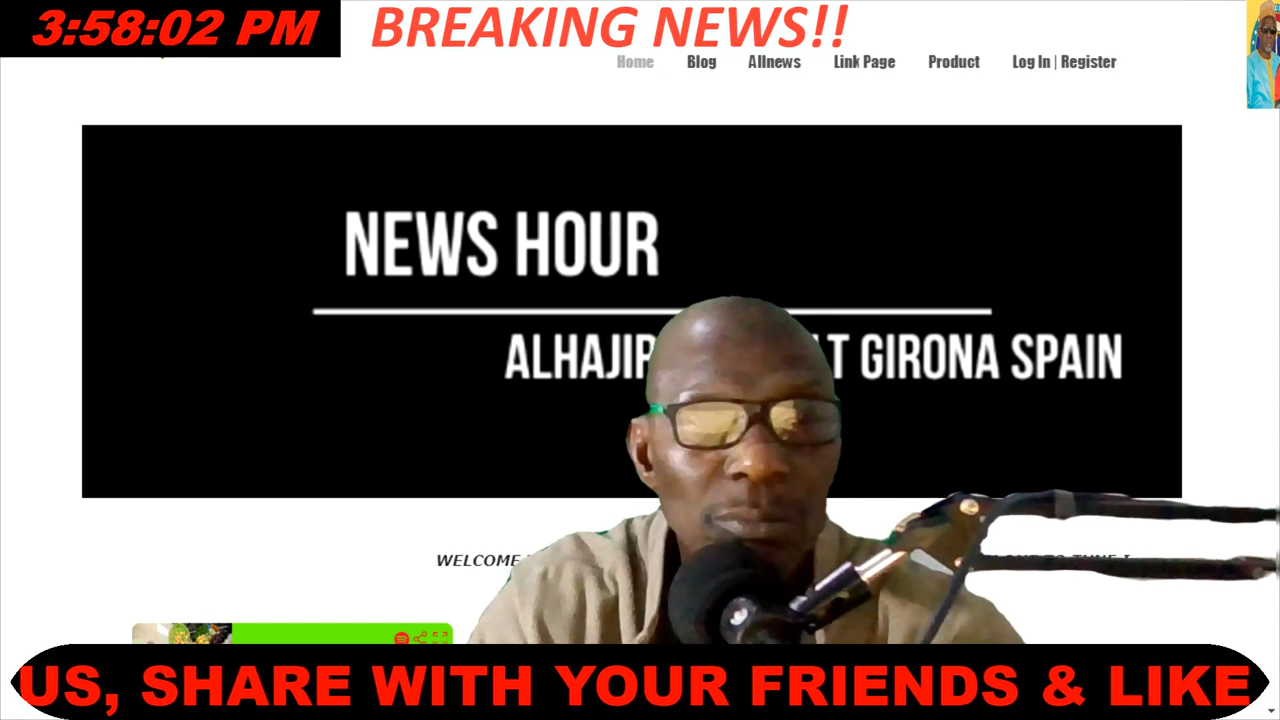 3:58:02 PM
BREAKING NEWS!!
Home Blog Allnews Link Page Product Log In | Register
NEWS HOUR
GIRONA SPAIN
WELCOME
US, SHARE WITH YOUR FRIENDS & LIKE